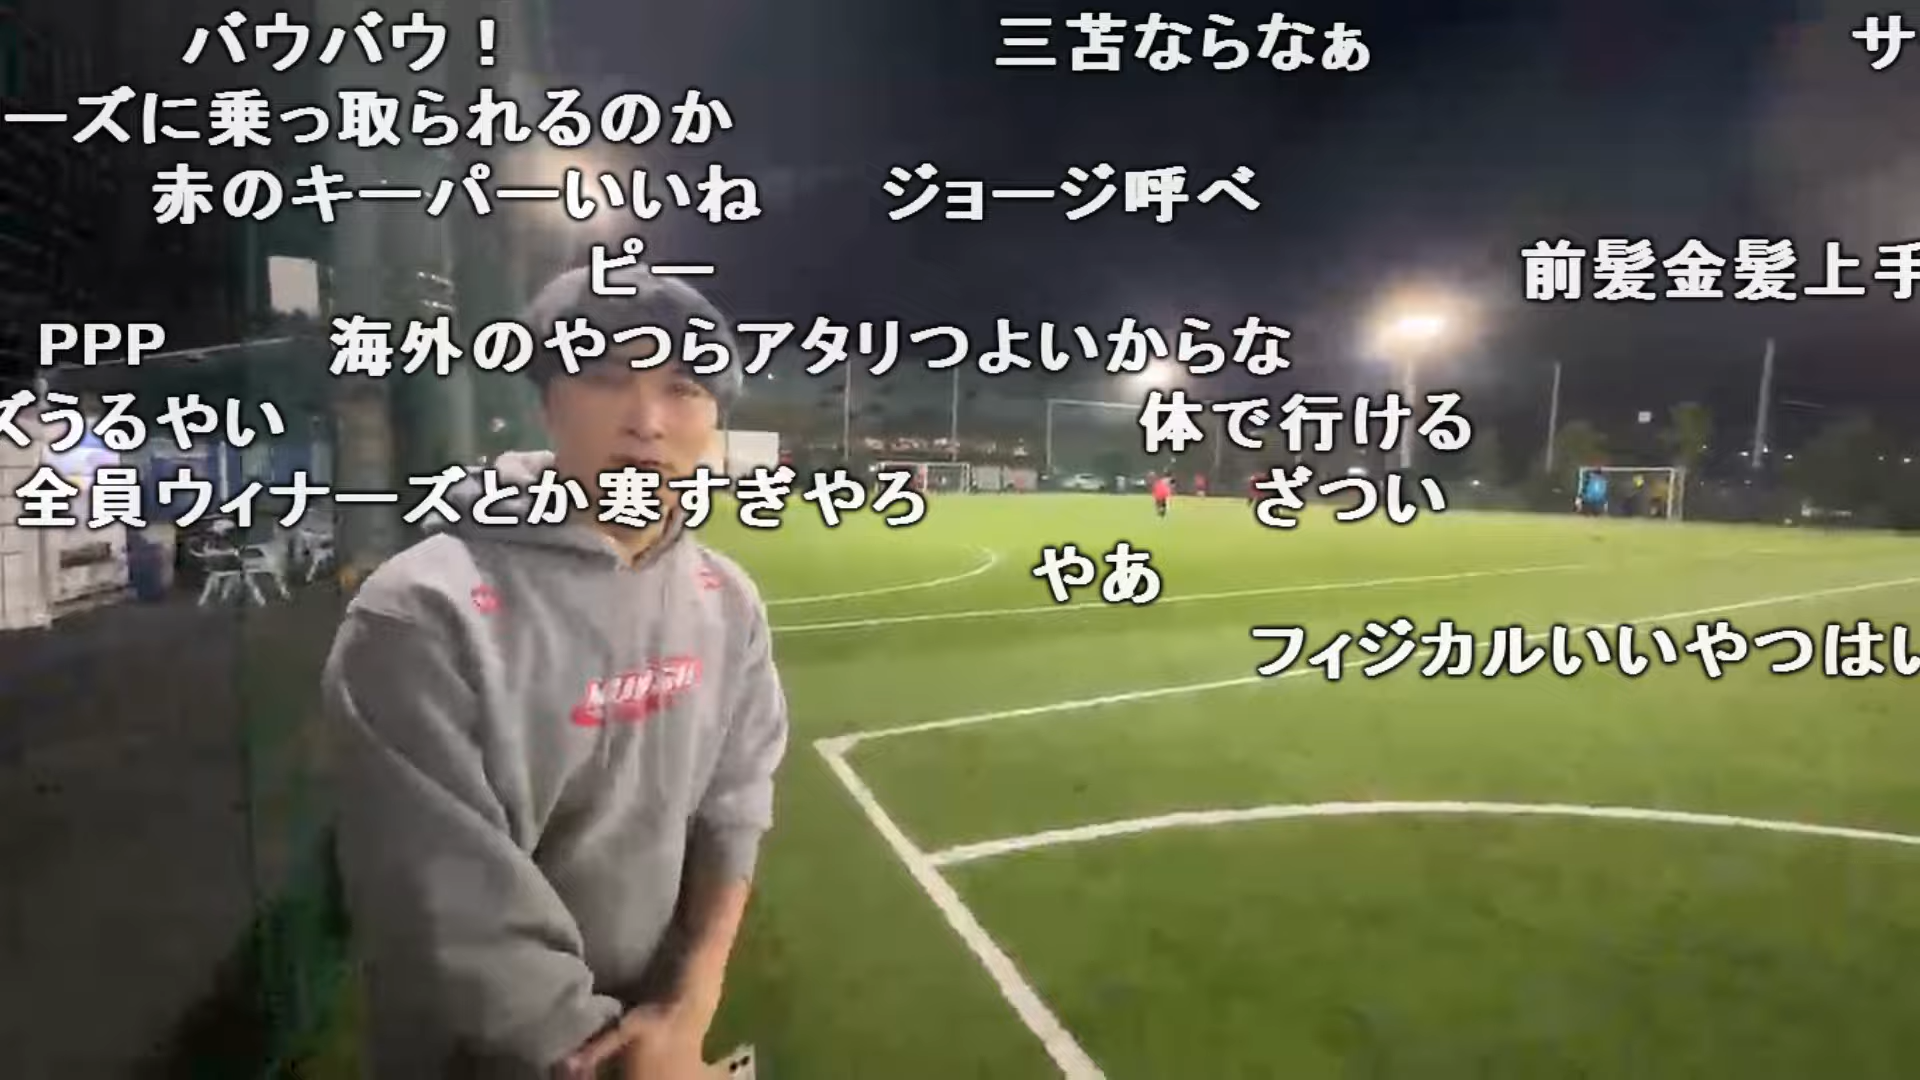 バウバウ！ 三苫ならなぁ サ
ーズに乗っ取られるのか
赤のキーパーいいね ジョージ呼べ
ピー
前髪金髪上手
PPP 海外のやつらアタリつよいからな
ズうるやい 体で行ける
全員ウィナーズとか寒すぎやろ ざつい
やあ
フィジカルいいやつはい